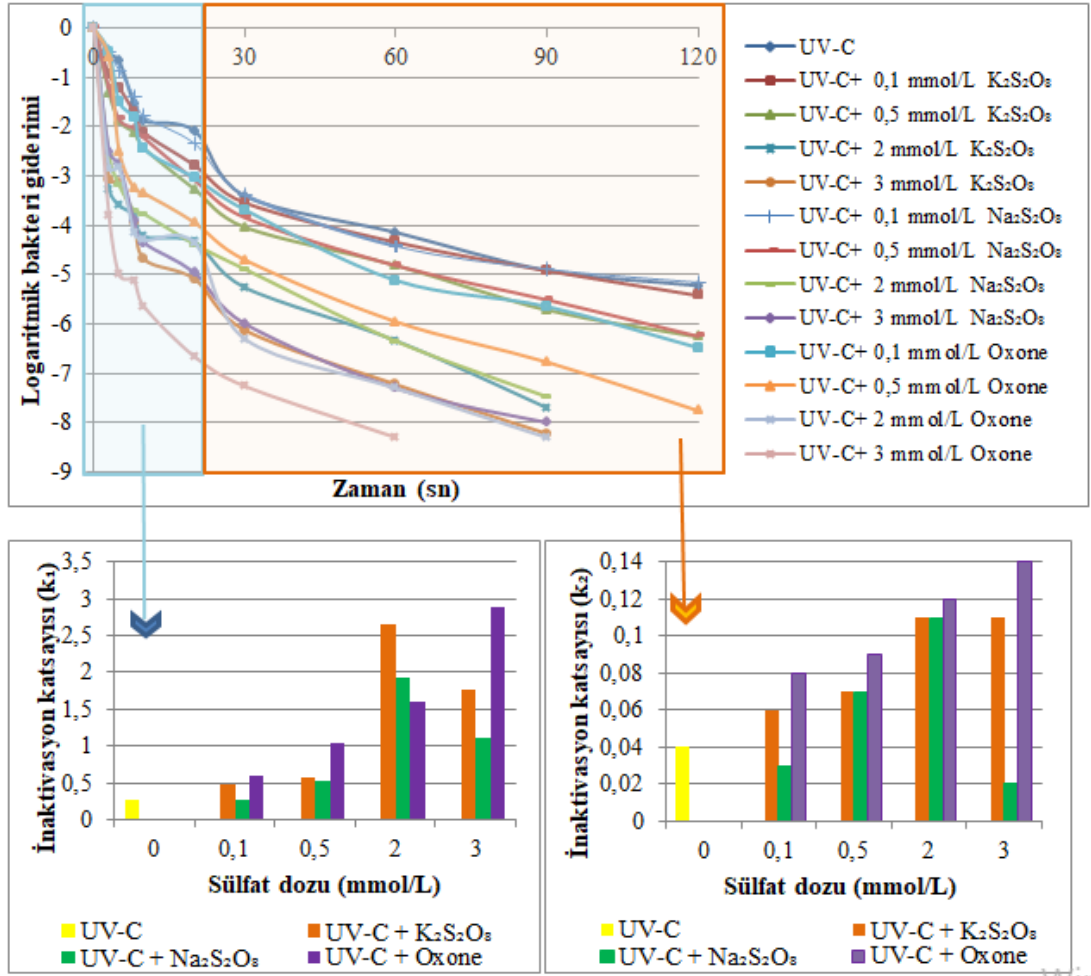 0
-1
-2
-3
-4
-5
-6
-7
-8
-9
Logaritmik bakteri giderimi
0 30 60 90 120
Zaman (sn)
UV-C
UV-C+ 0,1 mmol/L K₂S₂O₈
UV-C+ 0,5 mmol/L K₂S₂O₈
UV-C+ 2 mmol/L K₂S₂O₈
UV-C+ 3 mmol/L K₂S₂O₈
UV-C+ 0,1 mmol/L Na₂S₂O₈
UV-C+ 0,5 mmol/L Na₂S₂O₈
UV-C+ 2 mmol/L Na₂S₂O₈
UV-C+ 3 mmol/L Na₂S₂O₈
UV-C+ 0,1 mmol/L Oxone
UV-C+ 0,5 mmol/L Oxone
UV-C+ 2 mmol/L Oxone
UV-C+ 3 mmol/L Oxone
İnaktivasyon katsayısı (k₁)
3,5
3
2,5
2
1,5
1
0,5
0
0 0,1 0,5 2 3
Sülfat dozu (mmol/L)
UV-C UV-C + K₂S₂O₈
UV-C + Na₂S₂O₈ UV-C + Oxone
İnaktivasyon katsayısı (k₂)
0,14
0,12
0,1
0,08
0,06
0,04
0,02
0
0 0,1 0,5 2 3
Sülfat dozu (mmol/L)
UV-C UV-C + K₂S₂O₈
UV-C + Na₂S₂O₈ UV-C + Oxone